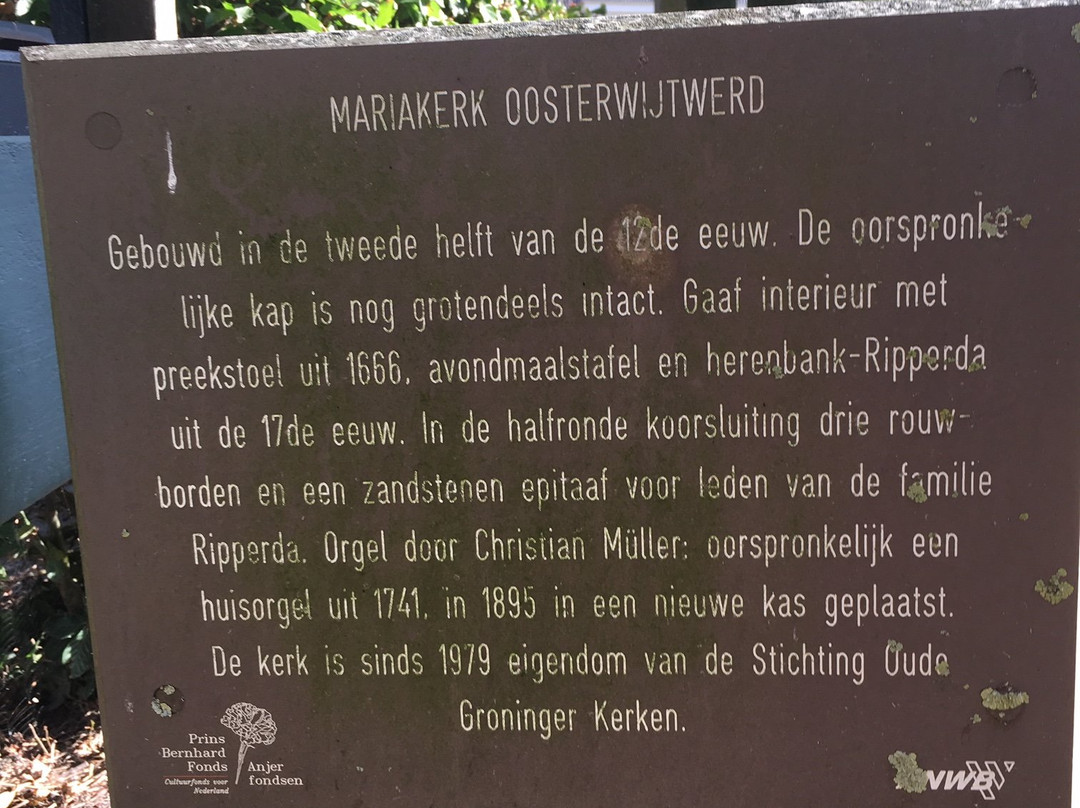 MARIAKERK OOSTERWIJTWERD
Gebouwd in de tweede helft van de 12de eeuw. De oorspronke-
lijke kap is nog grotendeels intact. Gaaf interieur met
preekstoel uit 1666, avondmaalstafel en herenbank-Ripperda
uit de 17de eeuw. In de halfronde koorsluiting drie rouw-
borden en een zandstenen epitaaf voor leden van de familie
Ripperda. Orgel door Christian Müller; oorspronkelijk een
huisorgel uit 1741, in 1895 in een nieuwe kas geplaatst.
De kerk is sinds 1979 eigendom van de Stichting Oude
Groninger Kerken.
Prins
Bernhard
Fonds
Cultuurfonds voor
Nederland
Anjer
fondsen
ANWB